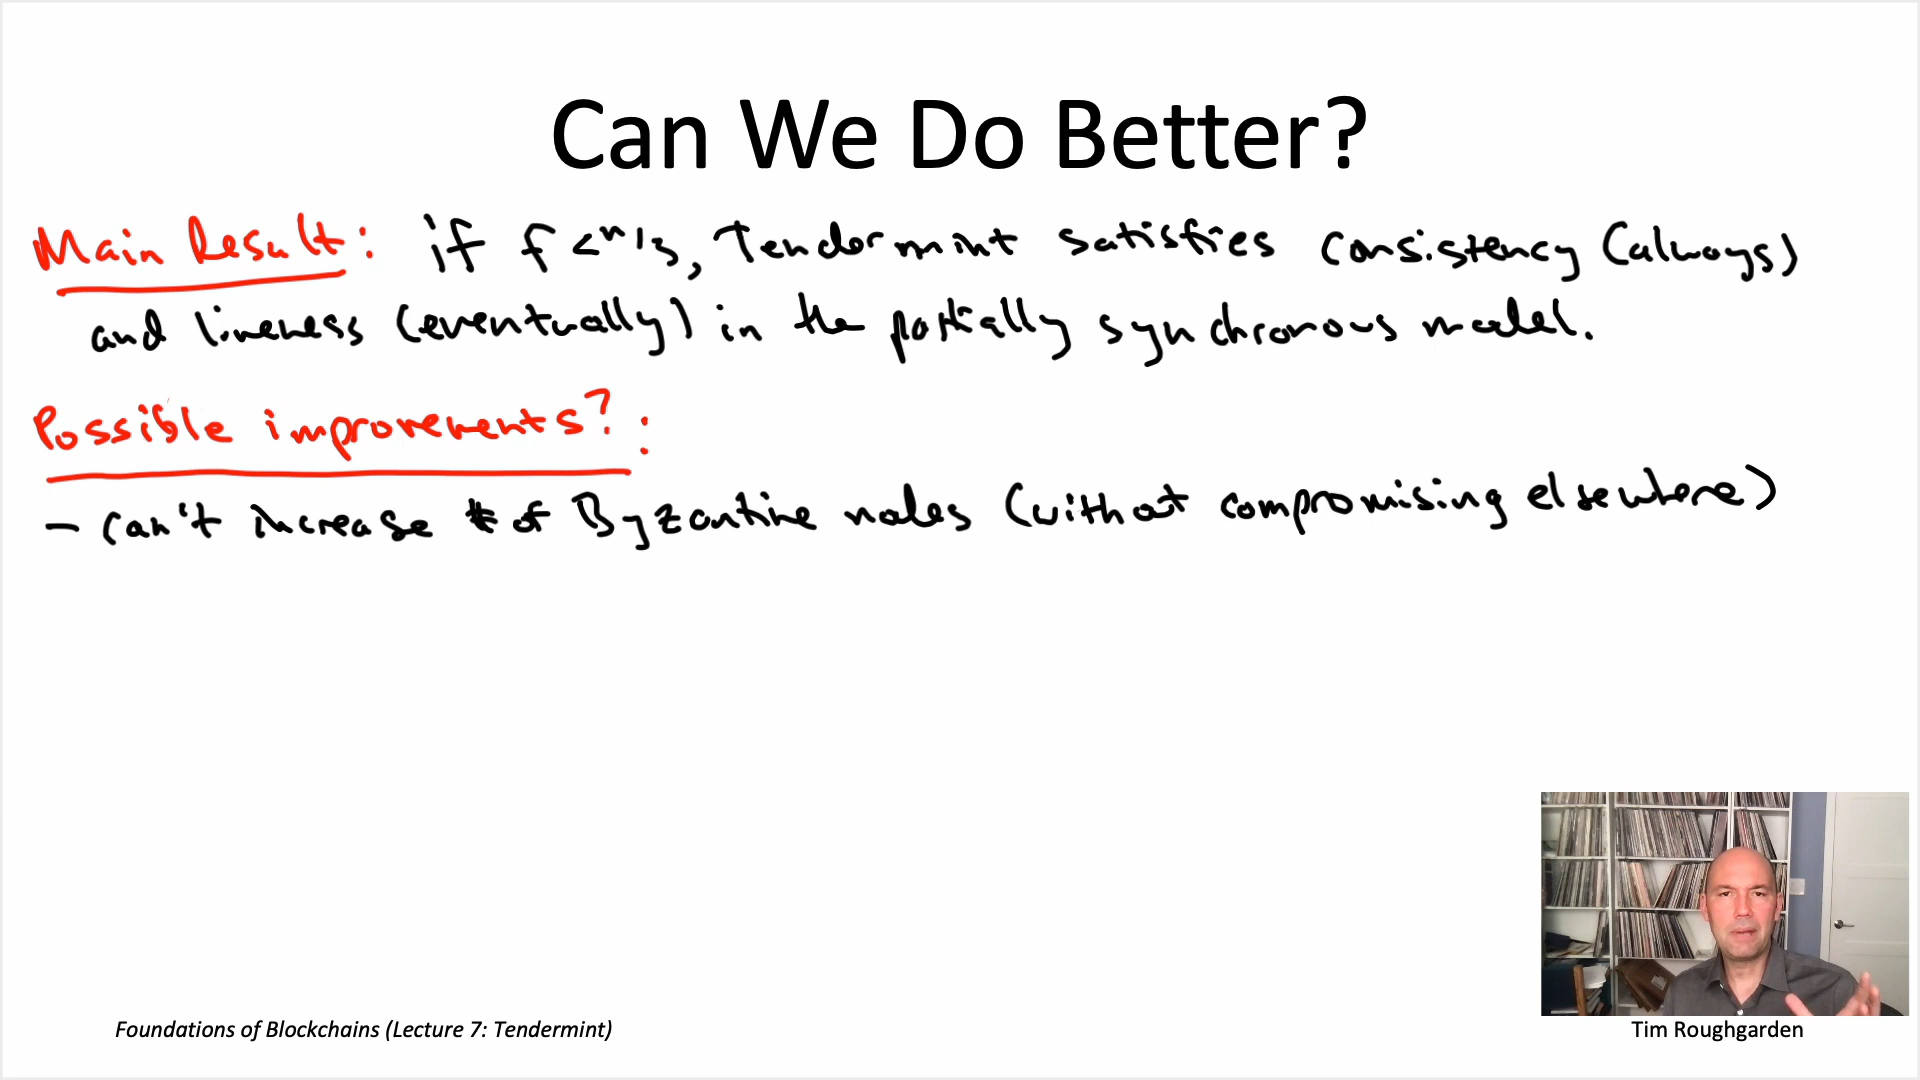 Can We Do Better?
Main Result: if f < n/3, Tendermint satisfies consistency (always)
and liveness (eventually) in the partially synchronous model.
Possible improvements?:
- can't increase # of Byzantine nodes (without compromising elsewhere)
Foundations of Blockchains (Lecture 7: Tendermint)
Tim Roughgarden